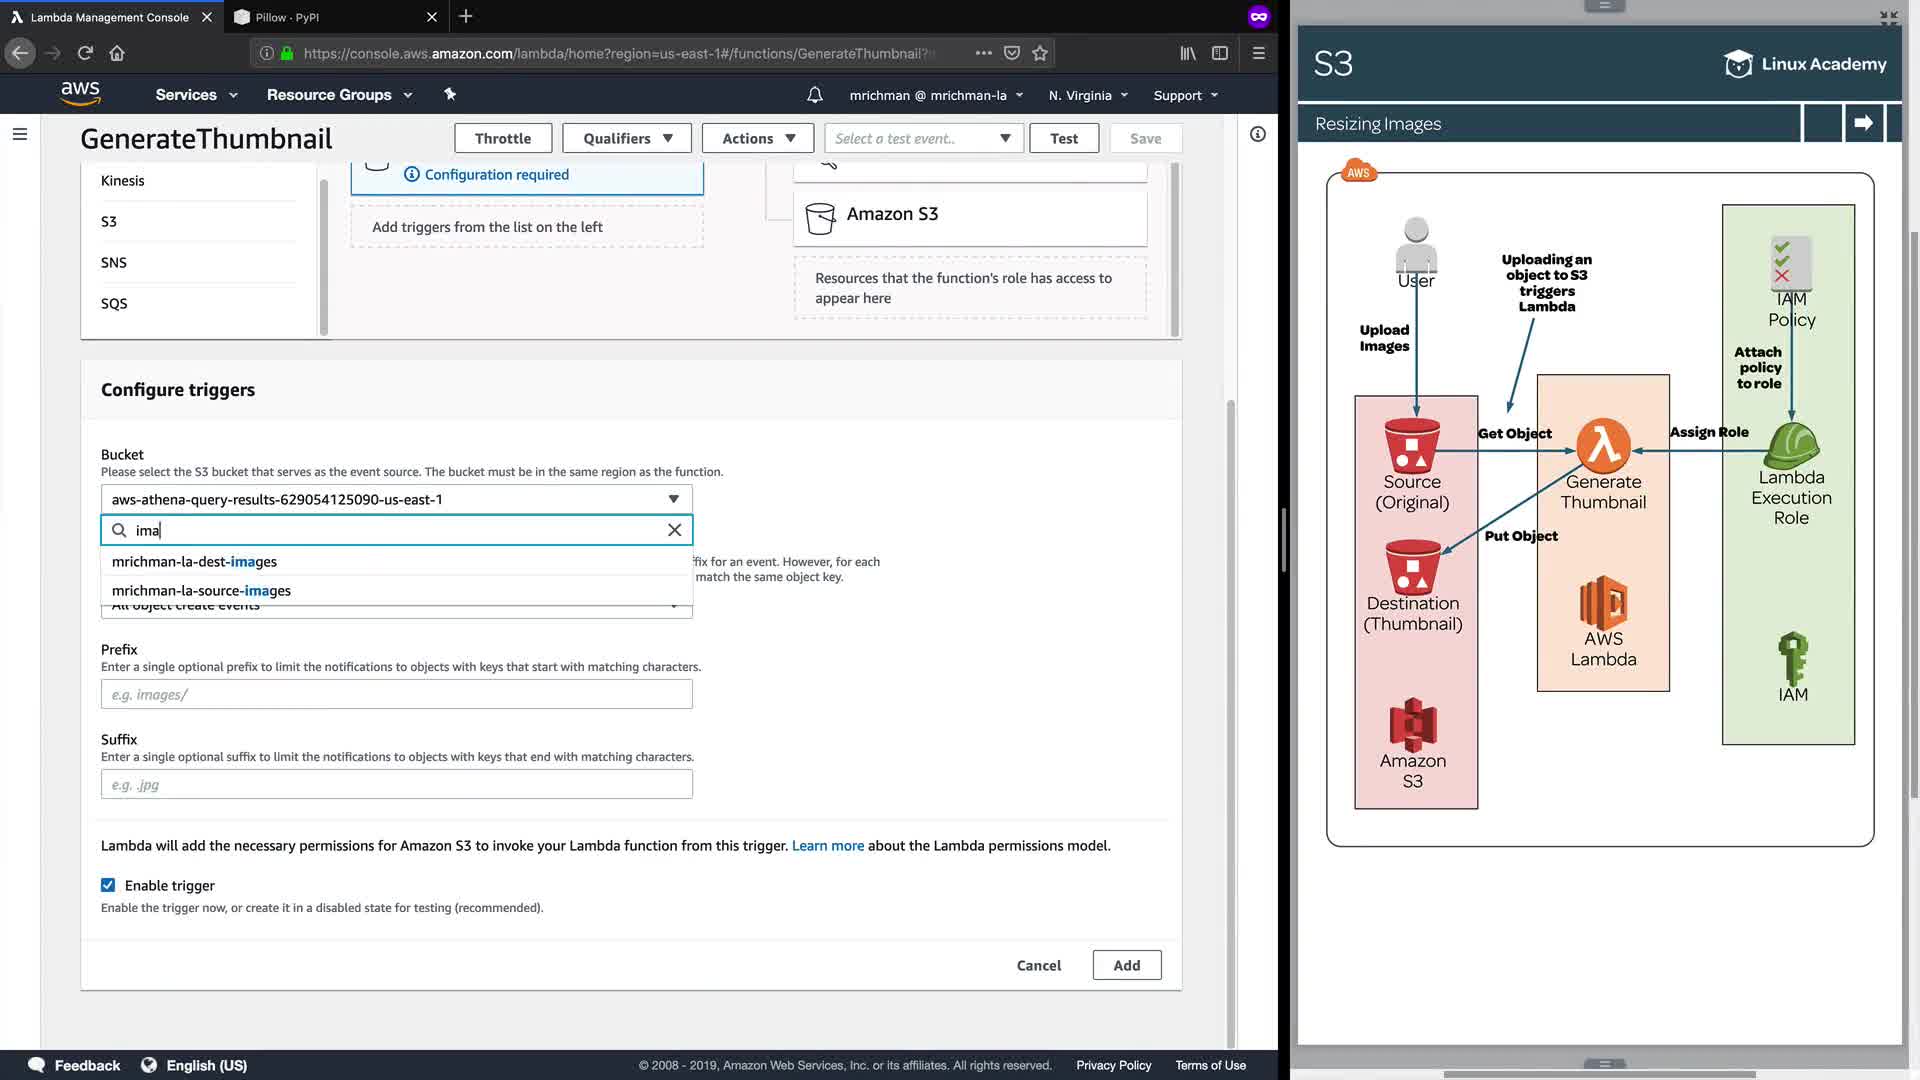 Lambda Management Console
Pillow · PyPI
https://console.aws.amazon.com/lambda/home?region=us-east-1#/functions/GenerateThumbnail?
aws
Services
Resource Groups
mrichman @ mrichman-la
N. Virginia
Support
GenerateThumbnail
Throttle
Qualifiers
Actions
Select a test event..
Test
Save
Kinesis
S3
SNS
SQS
Configuration required
Add triggers from the list on the left
Amazon S3
Resources that the function's role has access to
appear here
Configure triggers
Bucket
Please select the S3 bucket that serves as the event source. The bucket must be in the same region as the function.
aws-athena-query-results-629054125090-us-east-1
ima
mrichman-la-dest-images
mrichman-la-source-images
fix for an event. However, for each
match the same object key.
All object create events
Prefix
Enter a single optional prefix to limit the notifications to objects with keys that start with matching characters.
e.g. images/
Suffix
Enter a single optional suffix to limit the notifications to objects with keys that end with matching characters.
e.g. .jpg
Lambda will add the necessary permissions for Amazon S3 to invoke your Lambda function from this trigger. Learn more about the Lambda permissions model.
Enable trigger
Enable the trigger now, or create it in a disabled state for testing (recommended).
Cancel
Add
Feedback
English (US)
© 2008 - 2019, Amazon Web Services, Inc. or its affiliates. All rights reserved.
Privacy Policy
Terms of Use
S3
Linux Academy
Resizing Images
AWS
User
Uploading an
object to S3
triggers
Lambda
IAM
Policy
Upload
Images
Attach
policy
to role
Get Object
Assign Role
Source
(Original)
Generate
Thumbnail
Lambda
Execution
Role
Put Object
Destination
(Thumbnail)
AWS
Lambda
IAM
Amazon
S3